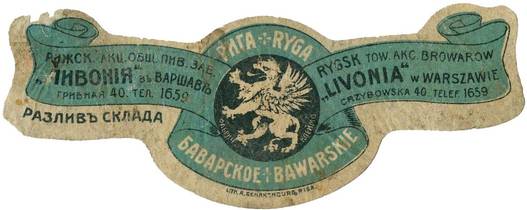 РИЖСК. АКЦ. ОБЩ. ПИВ. ЗАВ.
„ЛИВОНІЯ“ въ ВАРШАВѢ
ГРИБНАЯ 40. ТЕЛ. 1659
РАЗЛИВЪ СКЛАДА
РИГА + RYGA
БАВАРСКОЕ + BAWARSKIE
RYGSK TOW. AKC. BROWARÓW
„LIVONIA“ w WARSZAWIE
GRZYBOWSKA 40. TELEF. 1659